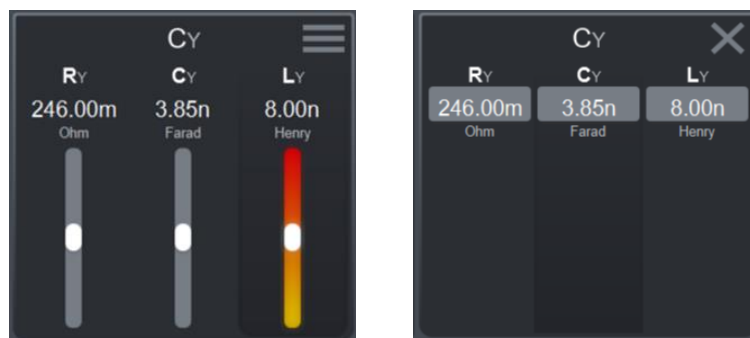 CY
RY CY LY
246.00m 3.85n 8.00n
Ohm Farad Henry
CY
RY CY LY
246.00m 3.85n 8.00n
Ohm Farad Henry